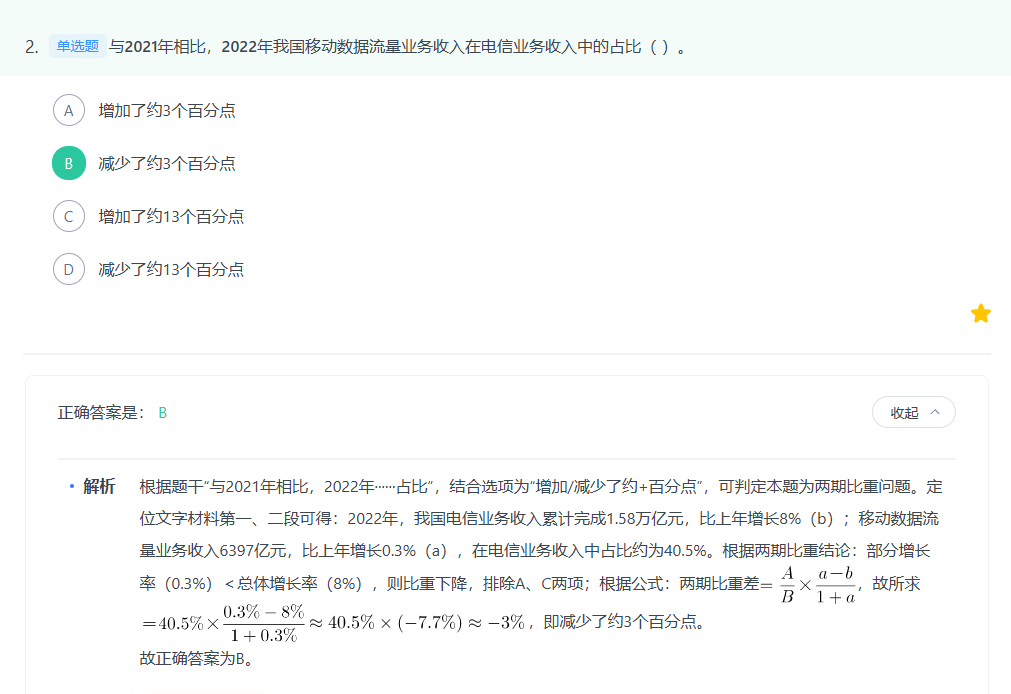 2. 单选题 与2021年相比，2022年我国移动数据流量业务收入在电信业务收入中的占比（ ）。
A 增加了约3个百分点
B 减少了约3个百分点
C 增加了约13个百分点
D 减少了约13个百分点
正确答案是： B
收起
解析 根据题干“与2021年相比，2022年……占比”，结合选项为“增加/减少了约+百分点”，可判定本题为两期比重问题。定
位文字材料第一、二段可得：2022年，我国电信业务收入累计完成1.58万亿元，比上年增长8%（b）；移动数据流
量业务收入6397亿元，比上年增长0.3%（a），在电信业务收入中占比约为40.5%。根据两期比重结论：部分增长
率（0.3%）＜总体增长率（8%），则比重下降，排除A、C两项；根据公式：两期比重差= A/B × (a−b)/(1+a)，故所求
=40.5%× (0.3%−8%)/(1+0.3%) ≈ 40.5% × (−7.7%) ≈ −3%，即减少了约3个百分点。
故正确答案为B。